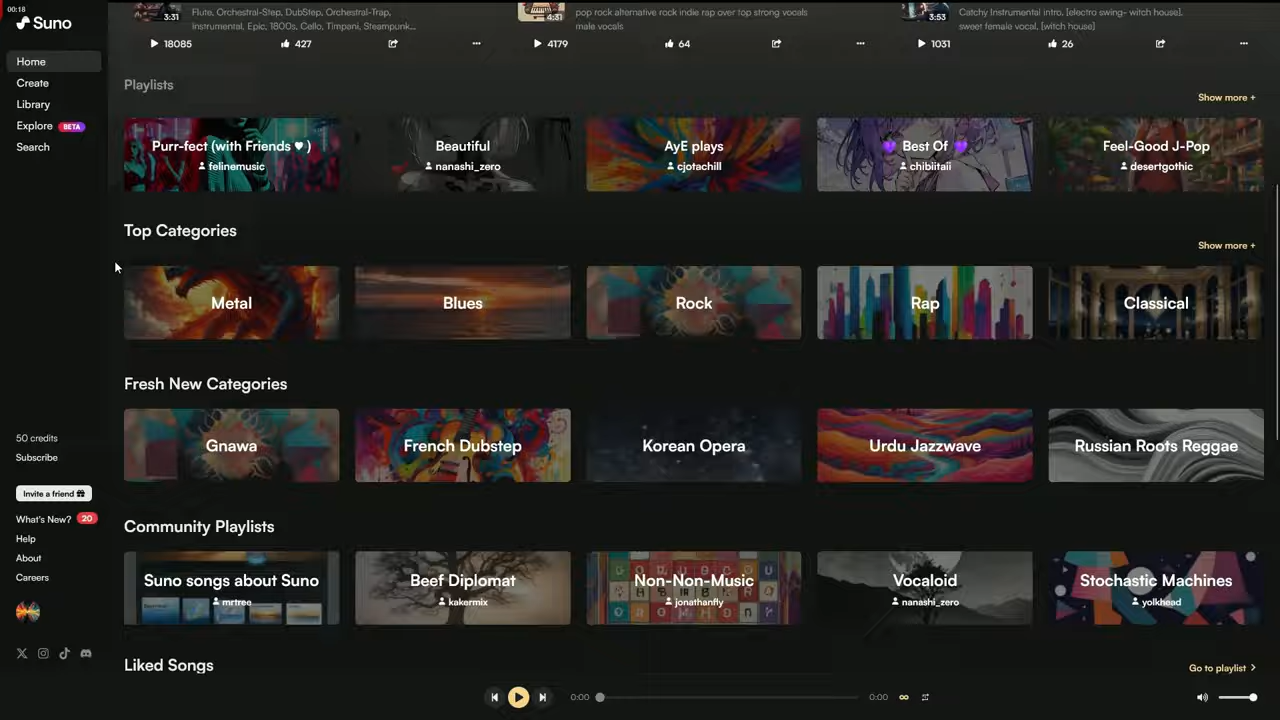 00:18
Suno
Home
Create
Library
Explore BETA
Search
50 credits
Subscribe
Invite a friend
What's New? 20
Help
About
Careers
3:31
Flute, Orchestral-Step, DubStep, Orchestral-Trap,
Instrumental, Epic, 1800s, Cello, Timpani, Steampunk...
18085 427
4:31
pop rock alternative rock indie rap over top strong vocals
male vocals
4179 64
3:53
Catchy Instrumental intro. [electro swing- witch house].
sweet female vocal, [witch house]
1031 26
Playlists
Show more +
Purr-fect (with Friends ♥ )
felinemusic
Beautiful
nanashi_zero
AyE plays
cjotachill
💜 Best Of 💜
chibiitaii
Feel-Good J-Pop
desertgothic
Top Categories
Show more +
Metal
Blues
Rock
Rap
Classical
Fresh New Categories
Gnawa
French Dubstep
Korean Opera
Urdu Jazzwave
Russian Roots Reggae
Community Playlists
Suno songs about Suno
mrtree
Beef Diplomat
kakermix
Non-Non-Music
jonathanfly
Vocaloid
nanashi_zero
Stochastic Machines
yolkhead
Liked Songs
Go to playlist >
0:00 0:00